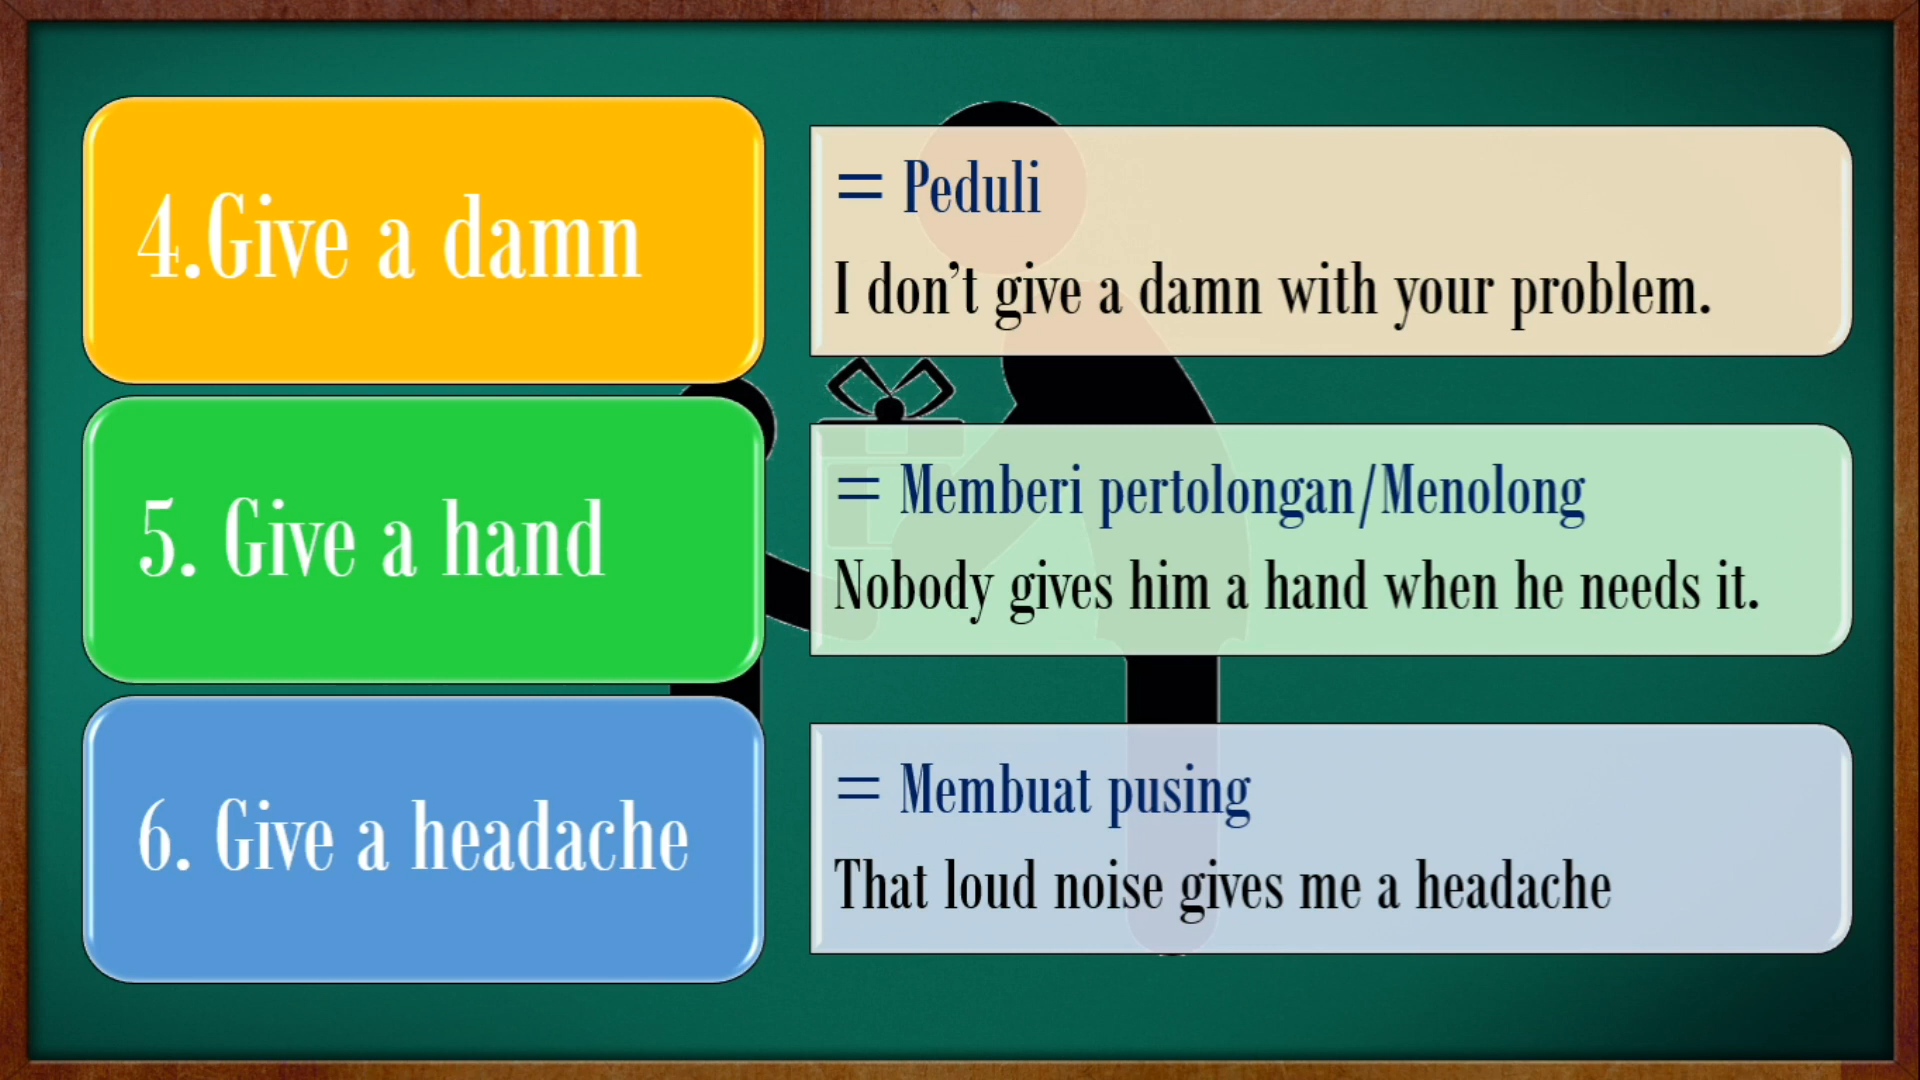 4.Give a damn
= Peduli
I don’t give a damn with your problem.
5. Give a hand
= Memberi pertolongan/Menolong
Nobody gives him a hand when he needs it.
6. Give a headache
= Membuat pusing
That loud noise gives me a headache